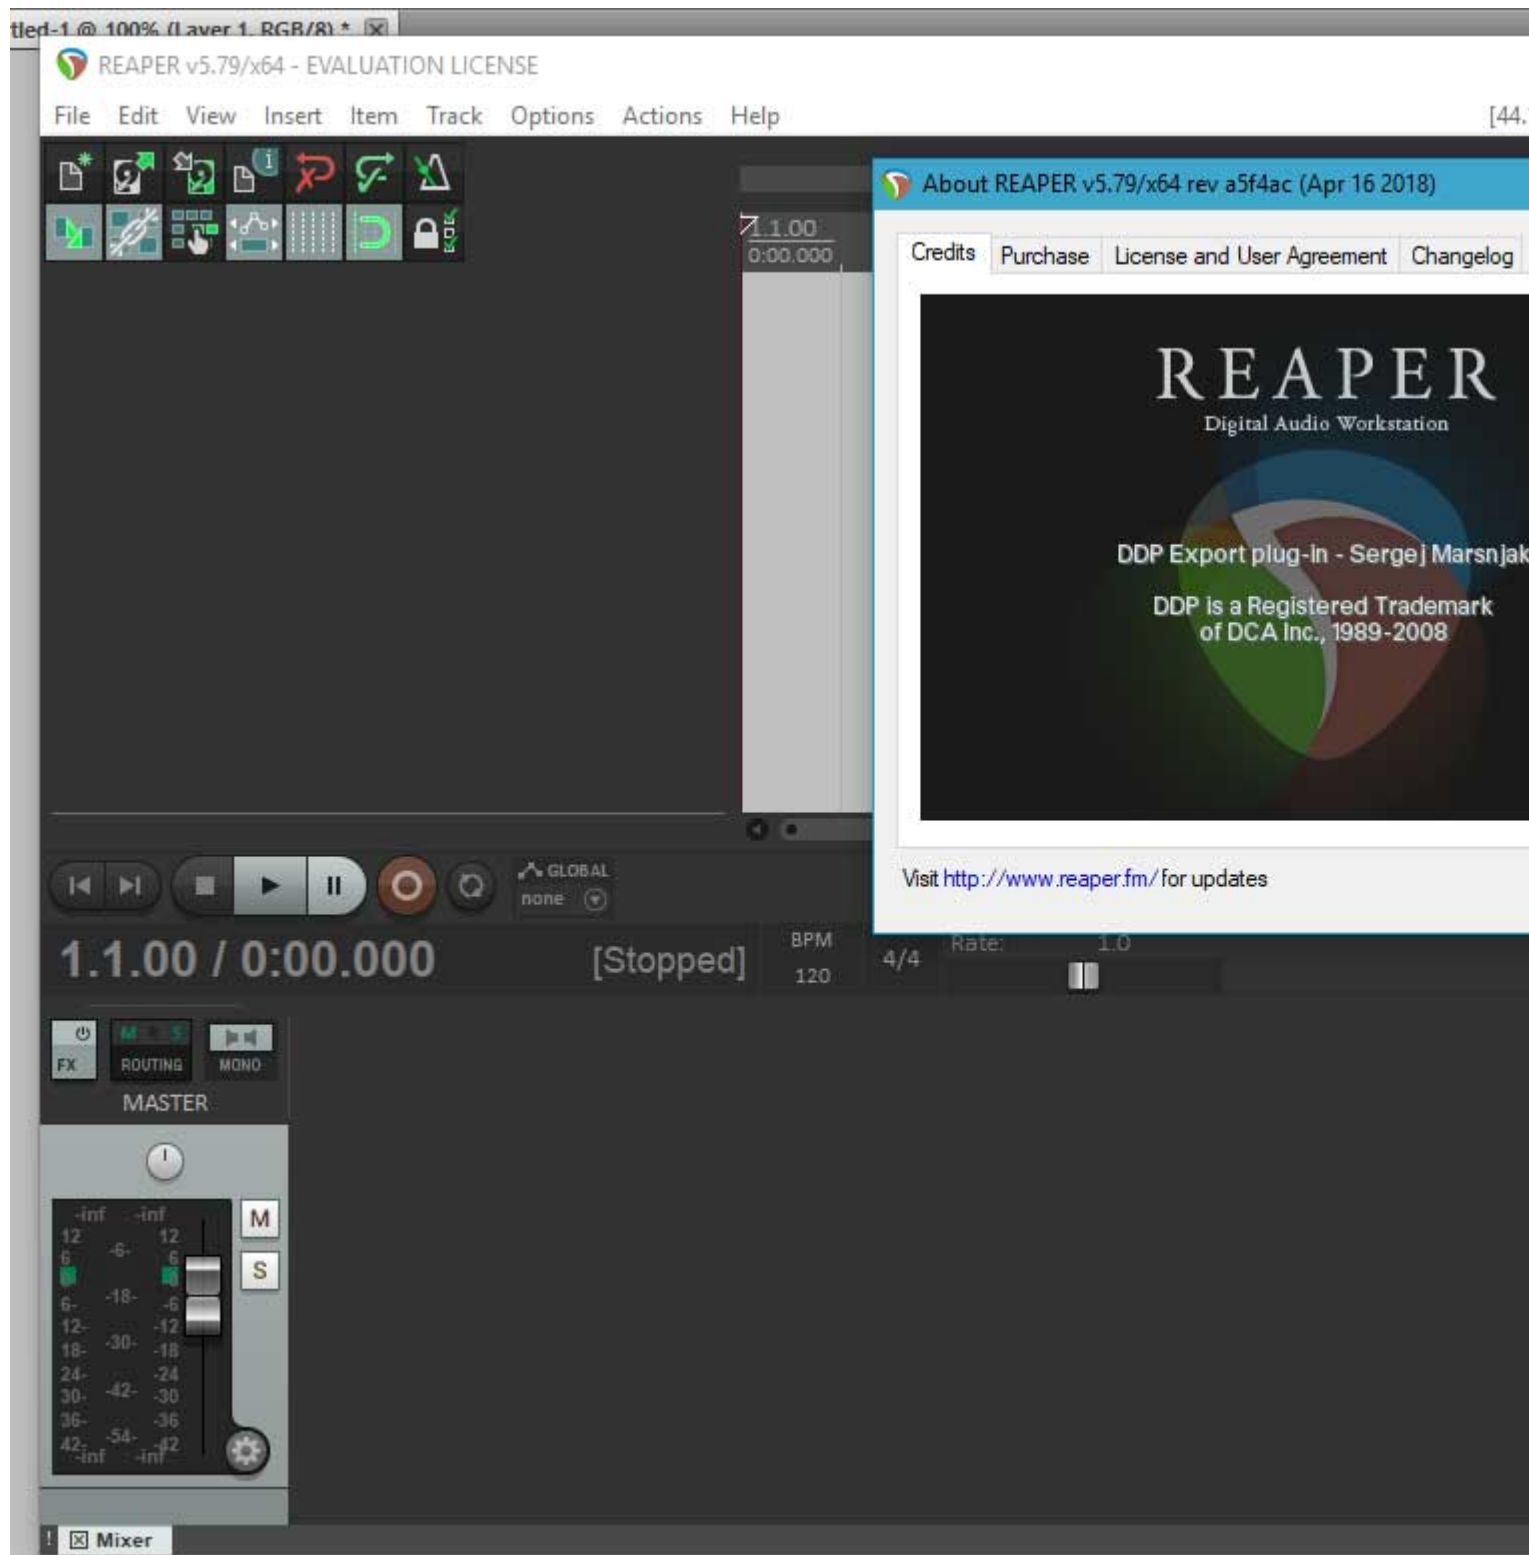 tled-1 @ 100% (Layer 1, RGB/8) *
REAPER v5.79/x64 - EVALUATION LICENSE
File Edit View Insert Item Track Options Actions Help [44.
About REAPER v5.79/x64 rev a5f4ac (Apr 16 2018)
1.1.00
0:00.000
Credits Purchase License and User Agreement Changelog
REAPER
Digital Audio Workstation
DDP Export plug-in - Sergej Marsnjak
DDP is a Registered Trademark
of DCA Inc., 1989-2008
GLOBAL
none
Visit http://www.reaper.fm/ for updates
1.1.00 / 0:00.000 [Stopped]
BPM
120
4/4
Rate: 1.0
FX
M S
ROUTING
MONO
MASTER
-inf -inf
12 12
-6-
6 6
-18-
6- -6
12- -12
-30-
18- -18
24- -24
-42-
30- -30
36- -36
-54-
42- -42
-inf -inf
M
S
! Mixer